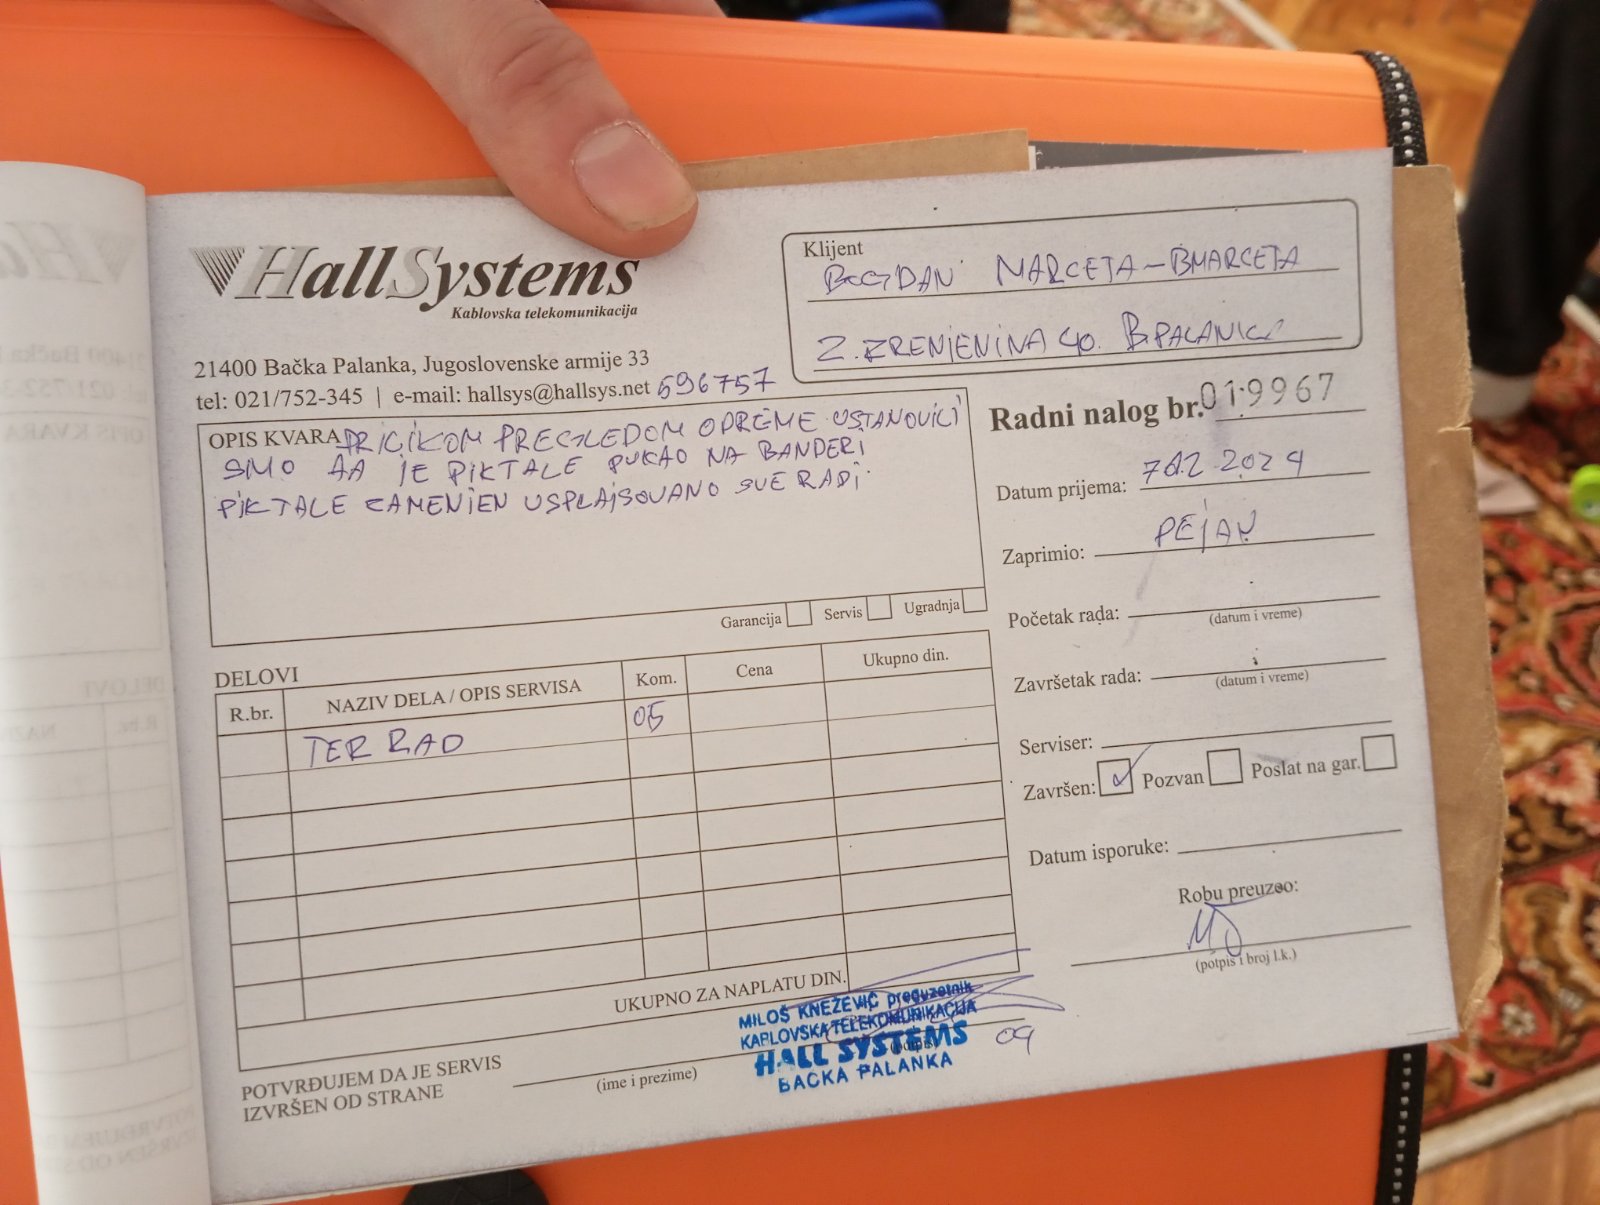 HallSystems
Kablovska telekomunikacija
21400 Bačka Palanka, Jugoslovenske armije 33
tel: 021/752-345 | e-mail: hallsys@hallsys.net 596757
Klijent
BOGDAN MARCETA-BMARCETA
Z. ZRENJENINA 40. B PALANKA
OPIS KVARA PRIGIKOM PREGLEDOM OPREME USTANOVILI
SMO DA JE PIKTALE PUKAO NA BANDERI
PIKTALE ZAMENJEN USPLAJSOVANO SVE RADI
Garancija Servis Ugradnja
Radni nalog br. 019967
Datum prijema: 7.12.2024
Zaprimio: PEJAN
Početak rada:
(datum i vreme)
Završetak rada:
(datum i vreme)
Serviser:
Završen: Pozvan Poslat na gar.
Datum isporuke:
Robu preuzeo:
(potpis i broj l.k.)
DELOVI
R.br. NAZIV DELA / OPIS SERVISA Kom. Cena Ukupno din.
TER RAD 05
UKUPNO ZA NAPLATU DIN.
POTVRĐUJEM DA JE SERVIS
IZVRŠEN OD STRANE
(ime i prezime)
MILOŠ KNEŽEVIĆ preduzetnik
KABLOVSKA TELEKOMUNIKACIJA
HALL SYSTEMS
BAČKA PALANKA
09